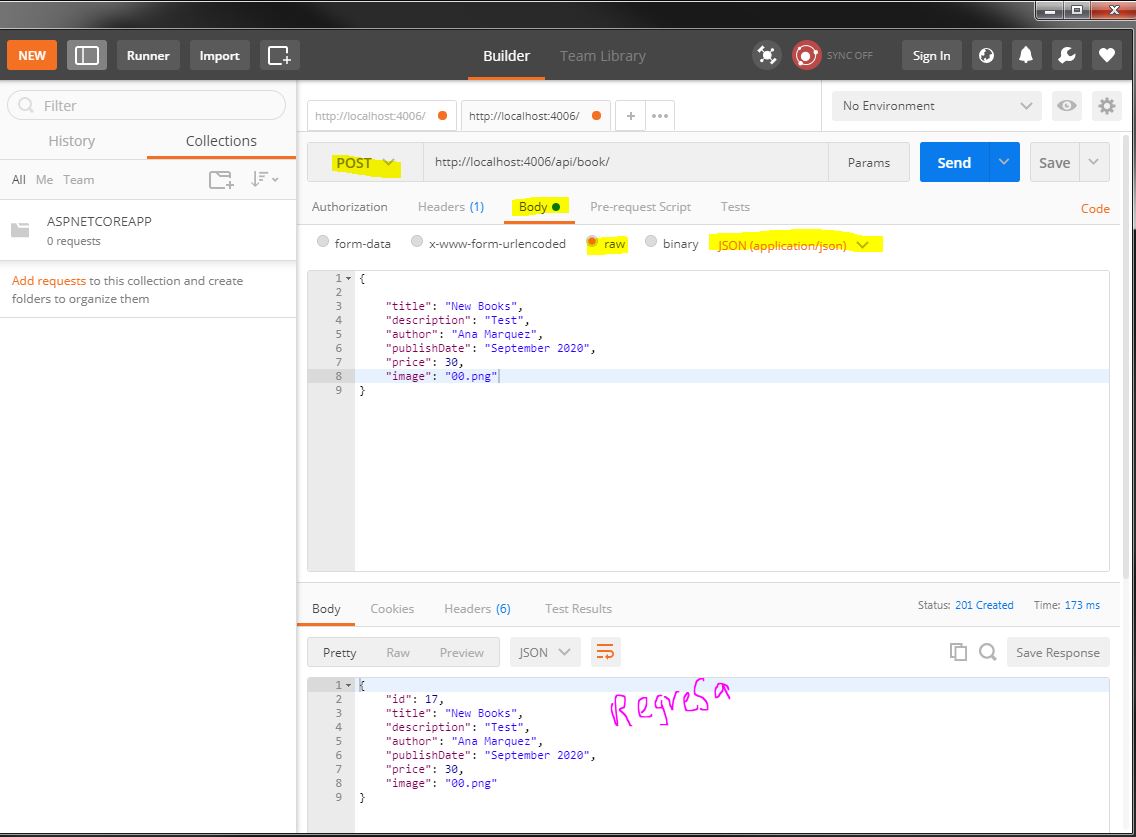 NEW Runner Import Builder Team Library SYNC OFF Sign In
Filter
History Collections
All Me Team
ASPNETCOREAPP
0 requests
Add requests to this collection and create
folders to organize them
http://localhost:4006/ http://localhost:4006/ + ••• No Environment
POST http://localhost:4006/api/book/ Params Send Save
Authorization Headers (1) Body Pre-request Script Tests Code
form-data x-www-form-urlencoded raw binary JSON (application/json)
1 {
2
3 "title": "New Books",
4 "description": "Test",
5 "author": "Ana Marquez",
6 "publishDate": "September 2020",
7 "price": 30,
8 "image": "00.png"
9 }
Body Cookies Headers (6) Test Results Status: 201 Created Time: 173 ms
Pretty Raw Preview JSON Save Response
Regresa
1 {
2 "id": 17,
3 "title": "New Books",
4 "description": "Test",
5 "author": "Ana Marquez",
6 "publishDate": "September 2020",
7 "price": 30,
8 "image": "00.png"
9 }